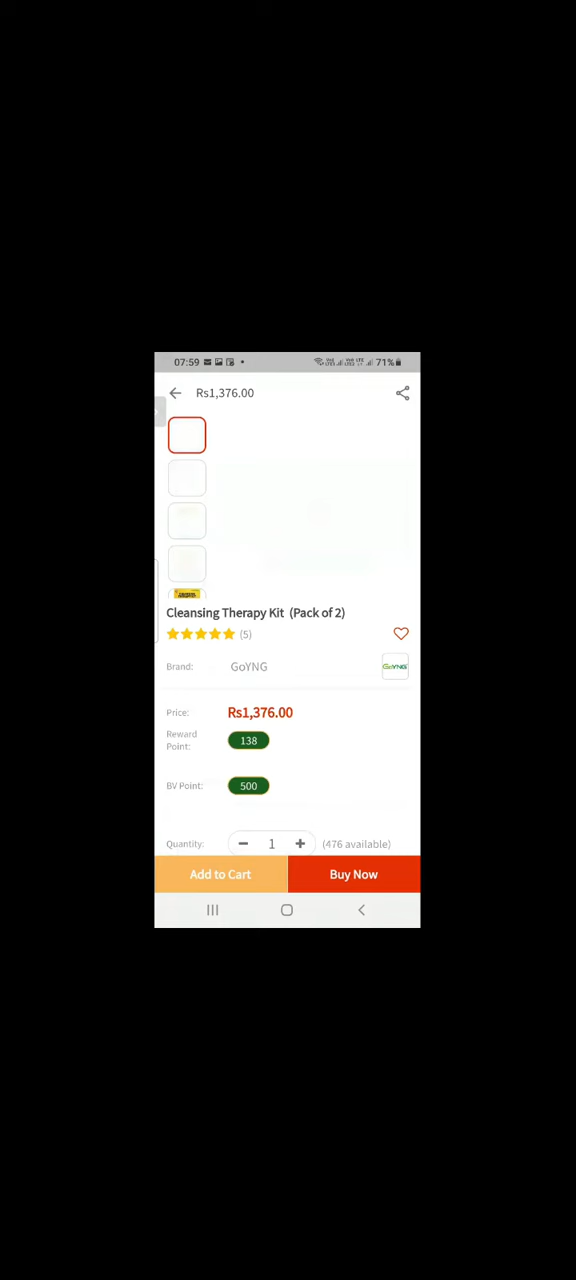 07:59
71%
Rs1,376.00
Cleansing Therapy Kit (Pack of 2)
(5)
Brand: GoYNG
GoYNG
Price: Rs1,376.00
Reward
Point: 138
BV Point: 500
Quantity: 1 (476 available)
Add to Cart Buy Now